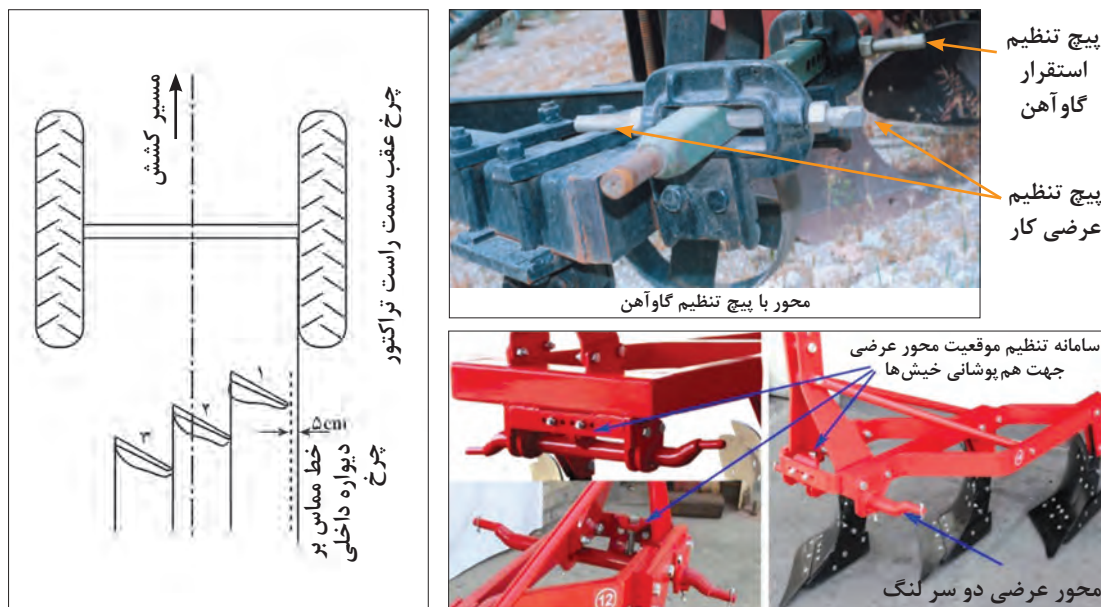 پیچ تنظیم
استقرار
گاوآهن
پیچ تنظیم
عرضی کار
محور با پیچ تنظیم گاوآهن
مسیر کشش
چرخ عقب سمت راست تراکتور
۱
۲
۳
۵cm
خط مماس بر
دیواره داخلی
چرخ
سامانه تنظیم موقعیت محور عرضی
جهت هم‌پوشانی خیش‌ها
12
12
محور عرضی دو سر لنگ